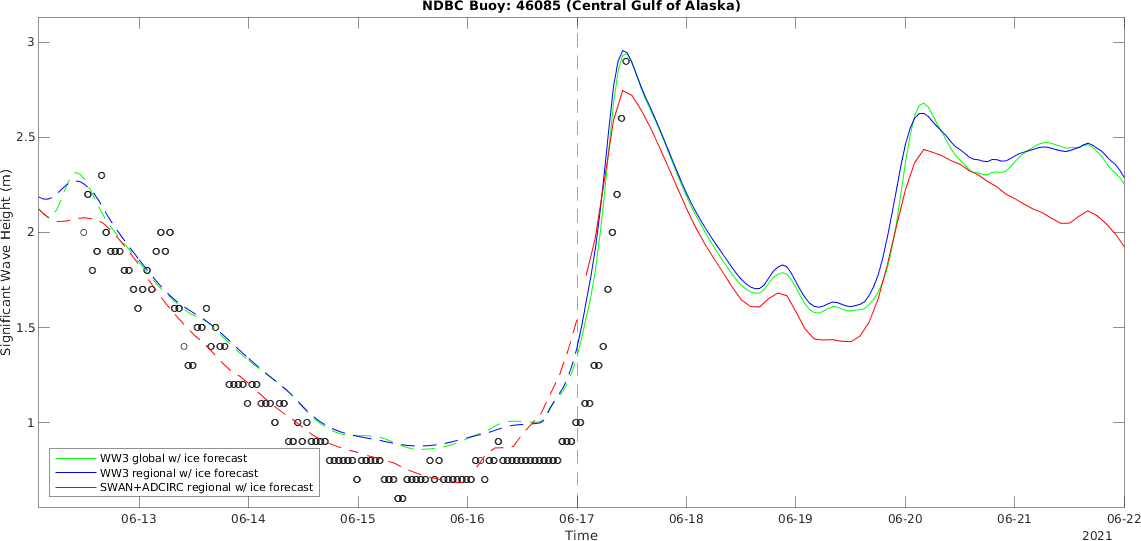 NDBC Buoy: 46085 (Central Gulf of Alaska)
Significant Wave Height (m)
3
2.5
2
1.5
1
WW3 global w/ ice forecast
WW3 regional w/ ice forecast
SWAN+ADCIRC regional w/ ice forecast
06-13 06-14 06-15 06-16 06-17 06-18 06-19 06-20 06-21 06-22
Time
2021